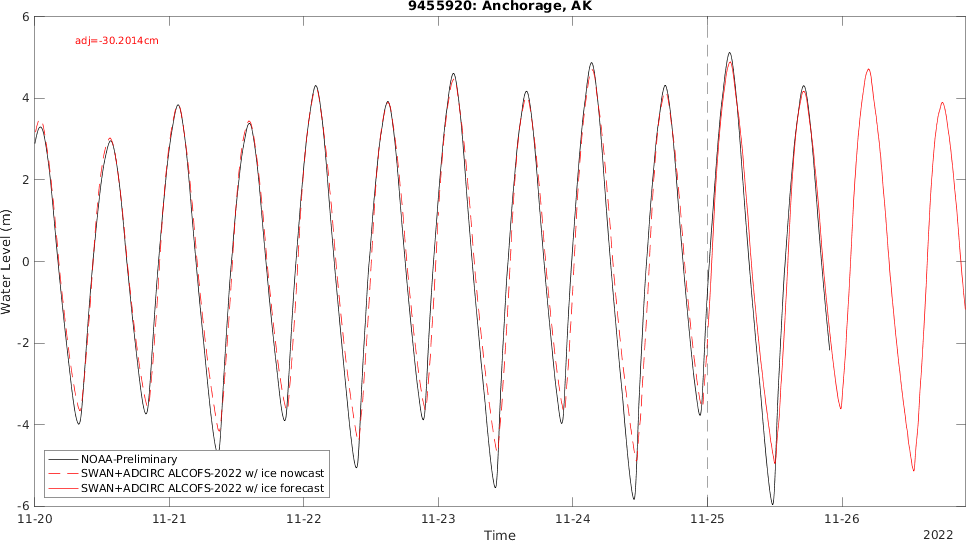 9455920: Anchorage, AK
adj=-30.2014cm
6
4
2
0
-2
-4
-6
Water Level (m)
NOAA-Preliminary
SWAN+ADCIRC ALCOFS-2022 w/ ice nowcast
SWAN+ADCIRC ALCOFS-2022 w/ ice forecast
11-20
11-21
11-22
11-23
11-24
11-25
11-26
Time
2022